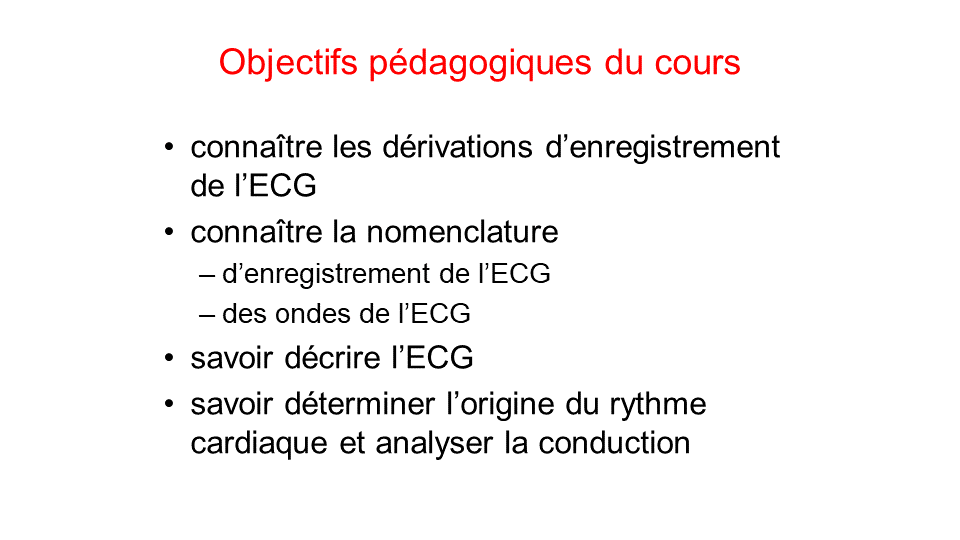 Objectifs pédagogiques du cours
• connaître les dérivations d’enregistrement
de l’ECG
• connaître la nomenclature
– d’enregistrement de l’ECG
– des ondes de l’ECG
• savoir décrire l’ECG
• savoir déterminer l’origine du rythme
cardiaque et analyser la conduction